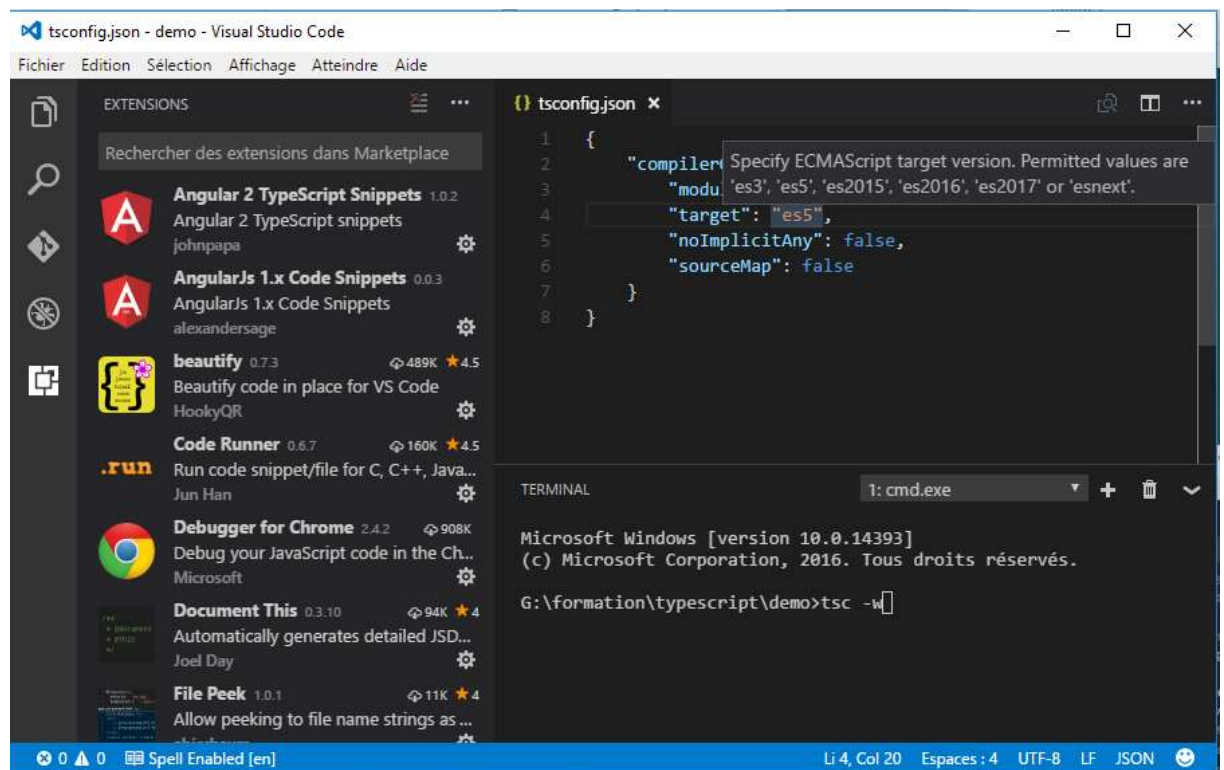 tsconfig.json - demo - Visual Studio Code
Fichier Edition Sélection Affichage Atteindre Aide
EXTENSIONS
Rechercher des extensions dans Marketplace
Angular 2 TypeScript Snippets 1.0.2
Angular 2 TypeScript snippets
johnpapa
AngularJs 1.x Code Snippets 0.0.3
AngularJs 1.x Code Snippets
alexandersage
beautify 0.7.3 489K ★4.5
Beautify code in place for VS Code
HookyQR
Code Runner 0.6.7 160K ★4.5
.run
Run code snippet/file for C, C++, Java...
Jun Han
Debugger for Chrome 2.4.2 908K
Debug your JavaScript code in the Ch...
Microsoft
Document This 0.3.10 94K ★4
Automatically generates detailed JSD...
Joel Day
File Peek 1.0.1 11K ★4
Allow peeking to file name strings as ...
{} tsconfig.json ×
1 {
2 "compiler
Specify ECMAScript target version. Permitted values are
'es3', 'es5', 'es2015', 'es2016', 'es2017' or 'esnext'.
3 "modu
4 "target": "es5",
5 "noImplicitAny": false,
6 "sourceMap": false
7 }
8 }
TERMINAL
1: cmd.exe
Microsoft Windows [version 10.0.14393]
(c) Microsoft Corporation, 2016. Tous droits réservés.
G:\formation\typescript\demo>tsc -w
0 0 Spell Enabled [en]
Li 4, Col 20 Espaces : 4 UTF-8 LF JSON